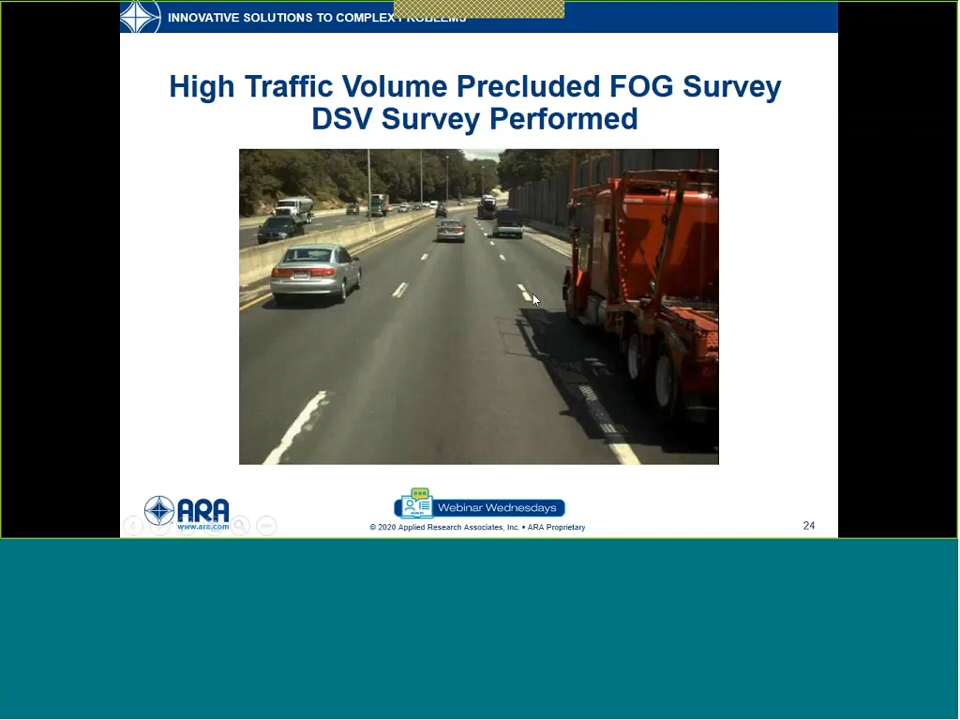 INNOVATIVE SOLUTIONS TO COMPLEX PROBLEMS
High Traffic Volume Precluded FOG Survey
DSV Survey Performed
ARA
www.ara.com
Webinar Wednesdays
© 2020 Applied Research Associates, Inc. • ARA Proprietary
24